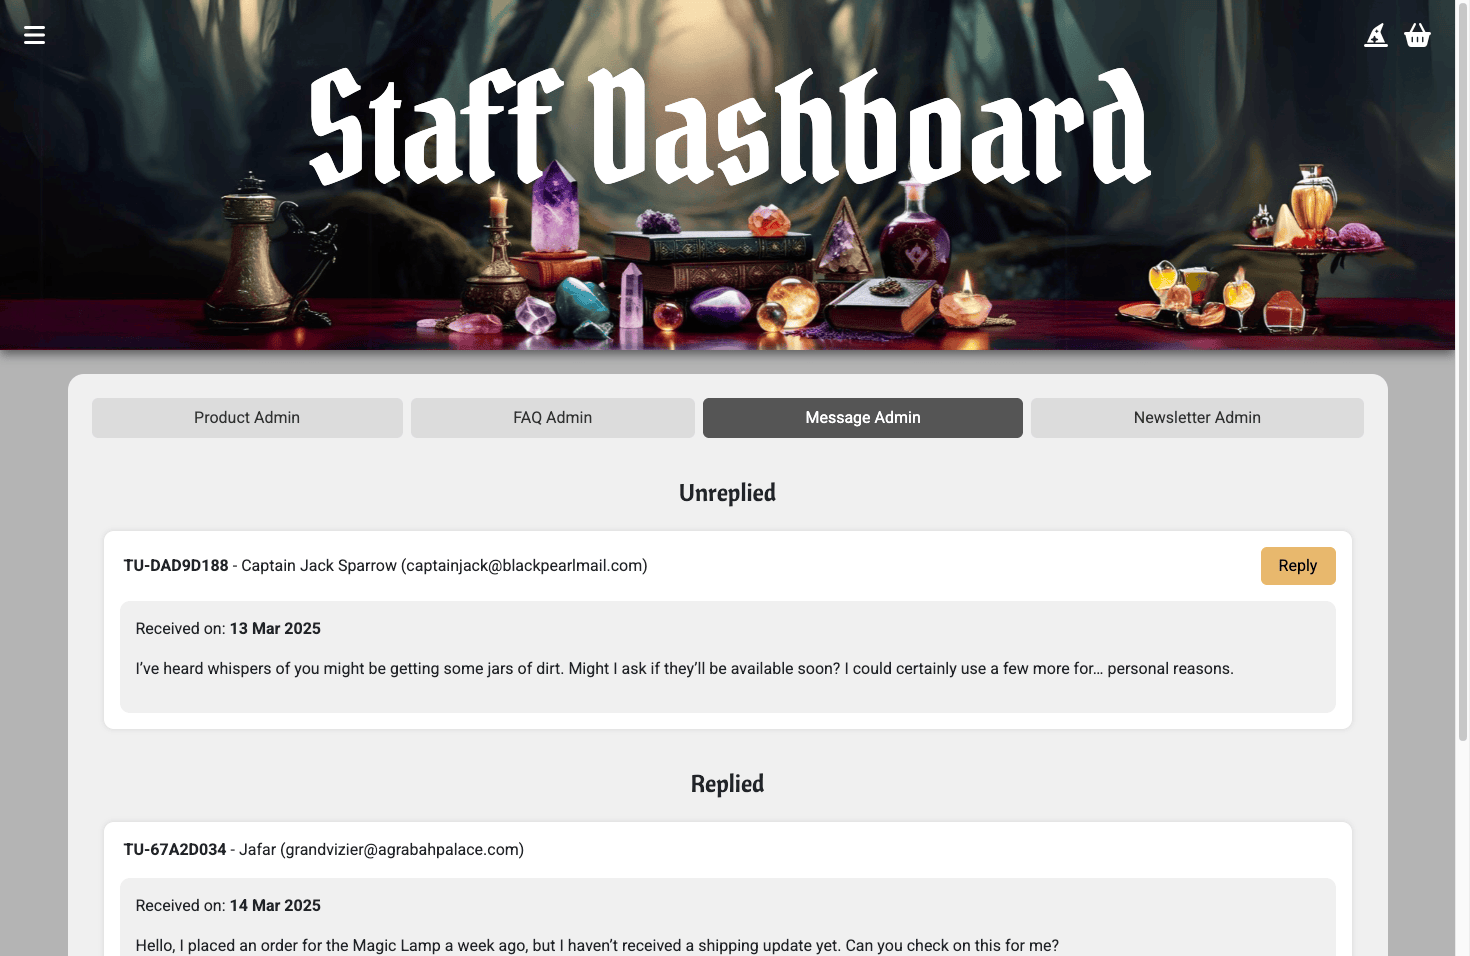 Staff Dashboard
Product Admin
FAQ Admin
Message Admin
Newsletter Admin
Unreplied
TU-DAD9D188 - Captain Jack Sparrow (captainjack@blackpearlmail.com)
Reply
Received on: 13 Mar 2025
I’ve heard whispers of you might be getting some jars of dirt. Might I ask if they’ll be available soon? I could certainly use a few more for… personal reasons.
Replied
TU-67A2D034 - Jafar (grandvizier@agrabahpalace.com)
Received on: 14 Mar 2025
Hello, I placed an order for the Magic Lamp a week ago, but I haven’t received a shipping update yet. Can you check on this for me?